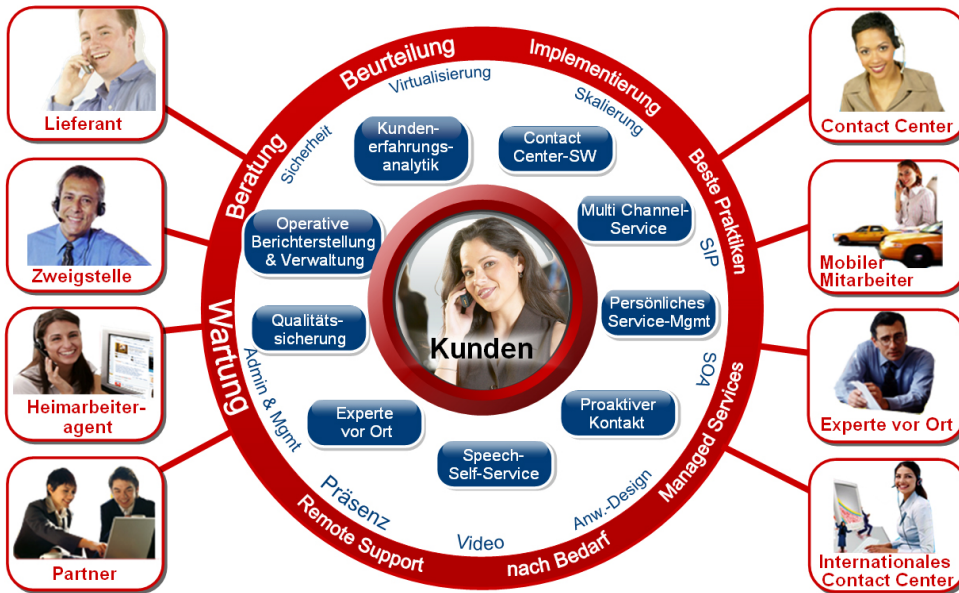 Lieferant
Zweigstelle
Heimarbeiter-
agent
Partner
Beratung
Beurteilung
Implementierung
Beste Praktiken
Managed Services
nach Bedarf
Remote Support
Wartung
Sicherheit
Virtualisierung
Skalierung
SIP
SOA
Anw.-Design
Video
Präsenz
Admin & Mgmt
Kunden-
erfahrungs-
analytik
Contact
Center-SW
Multi Channel-
Service
Persönliches
Service-Mgmt
Proaktiver
Kontakt
Speech-
Self-Service
Experte
vor Ort
Qualitäts-
sicherung
Operative
Berichterstellung
& Verwaltung
Kunden
Contact Center
Mobiler
Mitarbeiter
Experte vor Ort
Internationales
Contact Center